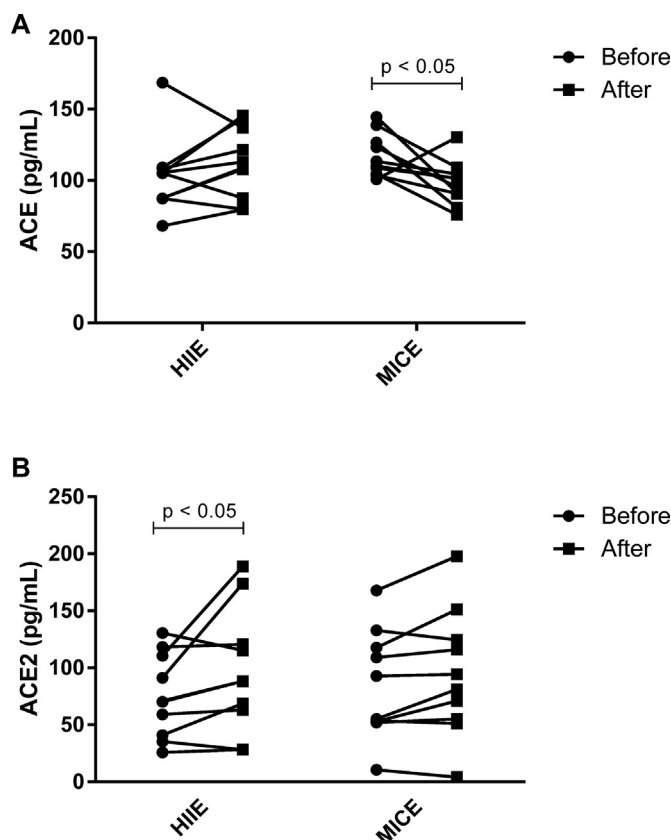 A
200
150
100
50
0
ACE (pg/mL)
p < 0.05
HIIE
MICE
Before
After
B
250
200
150
100
50
0
ACE2 (pg/mL)
p < 0.05
HIIE
MICE
Before
After